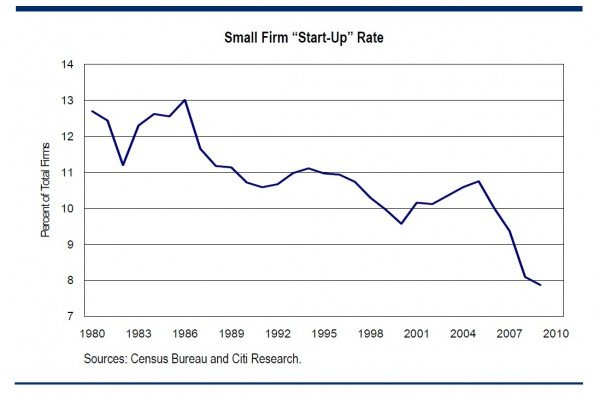 Small Firm “Start-Up” Rate
Percent of Total Firms
14
13
12
11
10
9
8
7
1980 1983 1986 1989 1992 1995 1998 2001 2004 2007 2010
Sources: Census Bureau and Citi Research.